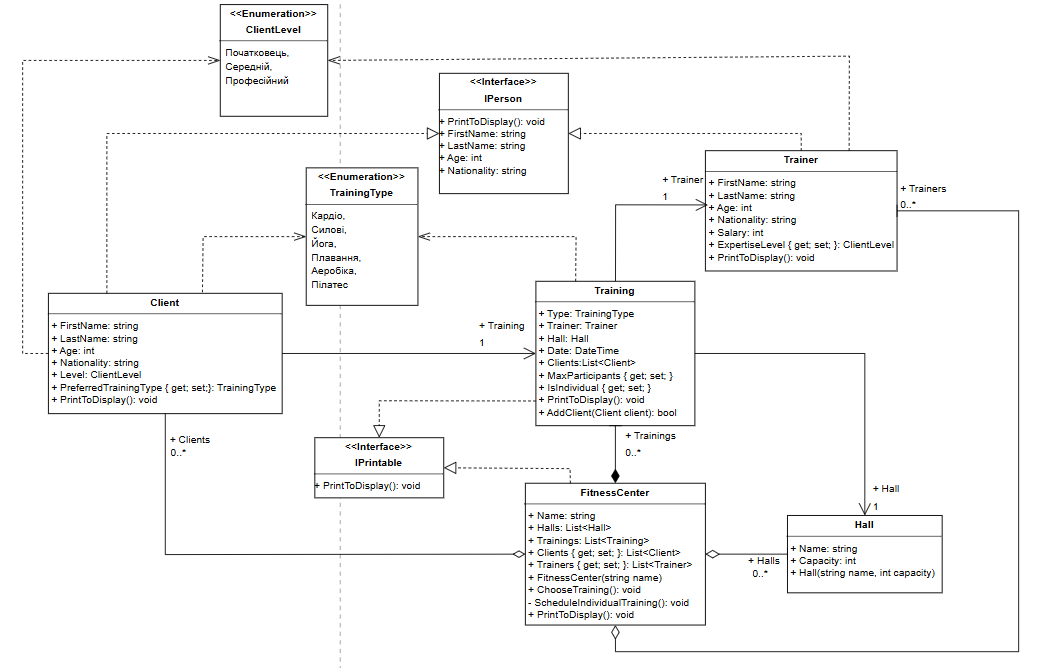 <<Enumeration>>
ClientLevel
Початковець,
Середній,
Професійний
<<Interface>>
IPerson
+ PrintToDisplay(): void
+ FirstName: string
+ LastName: string
+ Age: int
+ Nationality: string
<<Enumeration>>
TrainingType
Кардіо,
Силові,
Йога,
Плавання,
Аеробіка,
Пілатес
Trainer
+ FirstName: string
+ LastName: string
+ Age: int
+ Nationality: string
+ Salary: int
+ ExpertiseLevel { get; set; }: ClientLevel
+ PrintToDisplay(): void
+ Trainer
1
+ Trainers
0..*
Client
+ FirstName: string
+ LastName: string
+ Age: int
+ Nationality: string
+ Level: ClientLevel
+ PreferredTrainingType { get; set;}: TrainingType
+ PrintToDisplay(): void
+ Training
1
Training
+ Type: TrainingType
+ Trainer: Trainer
+ Hall: Hall
+ Date: DateTime
+ Clients:List<Client>
+ MaxParticipants { get; set; }
+ IsIndividual { get; set; }
+ PrintToDisplay(): void
+ AddClient(Client client): bool
+ Clients
0..*
<<Interface>>
IPrintable
+ PrintToDisplay(): void
+ Trainings
0..*
FitnessCenter
+ Name: string
+ Halls: List<Hall>
+ Trainings: List<Training>
+ Clients { get; set; }: List<Client>
+ Trainers { get; set; }: List<Trainer>
+ FitnessCenter(string name)
+ ChooseTraining(): void
- ScheduleIndividualTraining(): void
+ PrintToDisplay(): void
+ Hall
1
Hall
+ Name: string
+ Capacity: int
+ Hall(string name, int capacity)
+ Halls
0..*